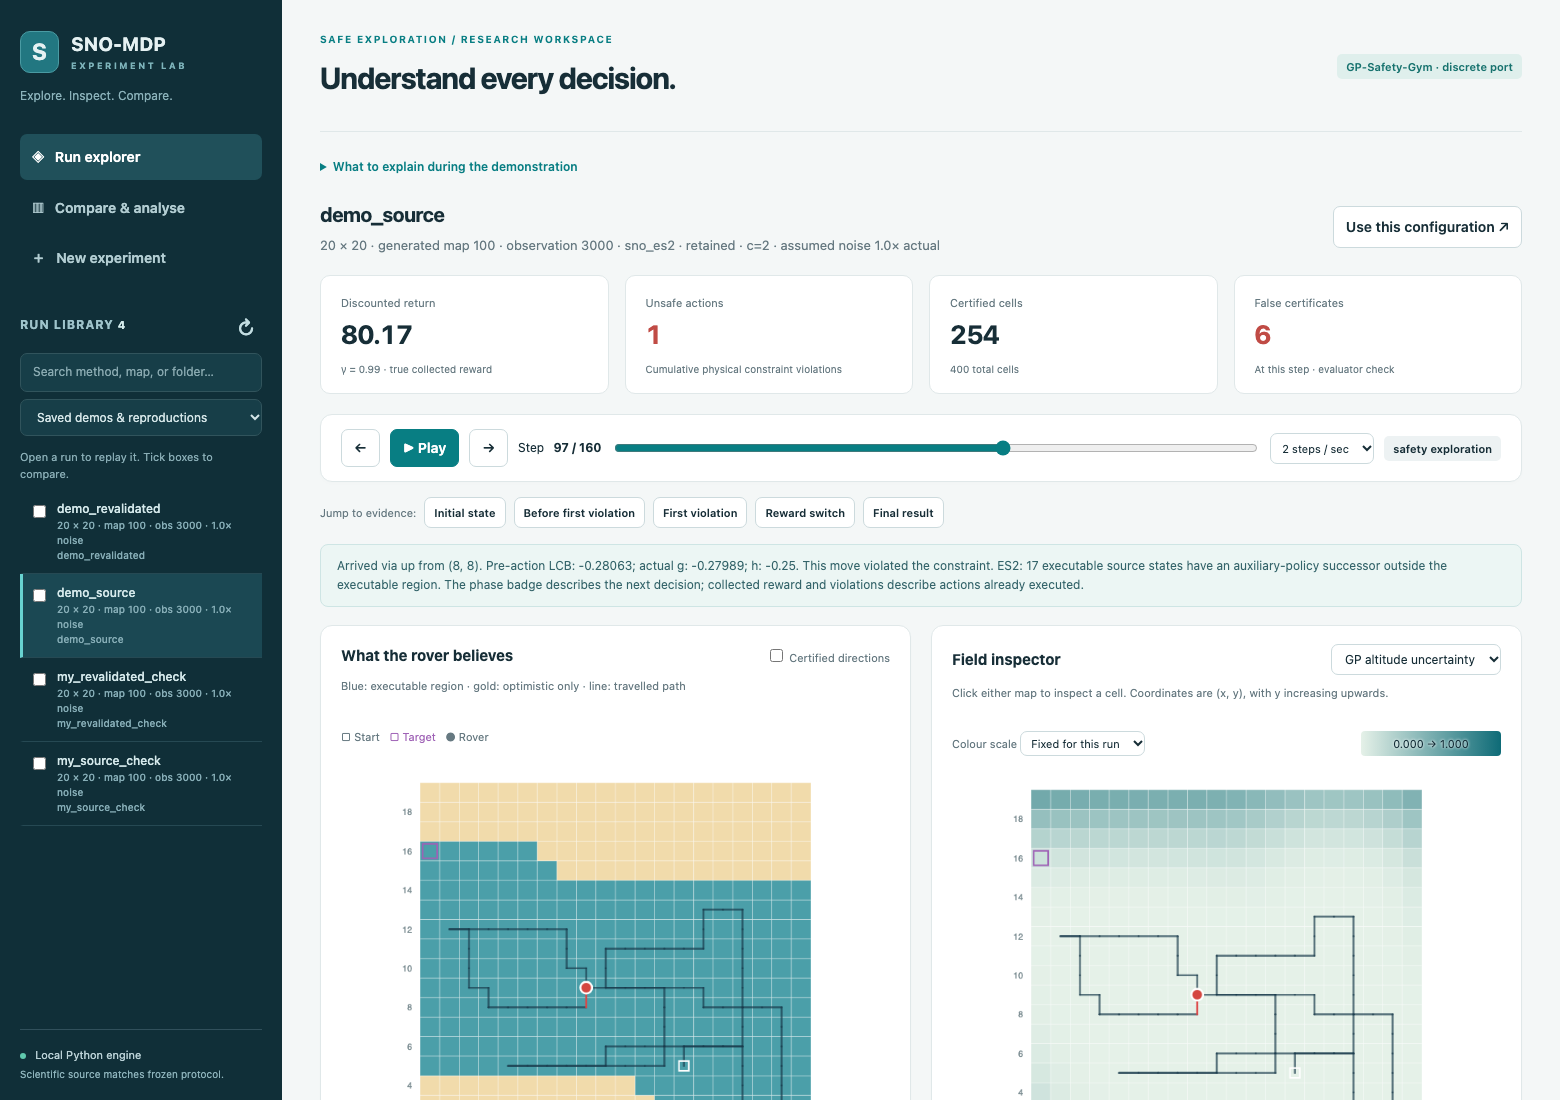 S
SNO-MDP
EXPERIMENT LAB
Explore. Inspect. Compare.
Run explorer
Compare & analyse
+ New experiment
RUN LIBRARY 4
Search method, map, or folder...
Saved demos & reproductions
Open a run to replay it. Tick boxes to
compare.
demo_revalidated
20 × 20 · map 100 · obs 3000 · 1.0×
noise
demo_revalidated
demo_source
20 × 20 · map 100 · obs 3000 · 1.0×
noise
demo_source
my_revalidated_check
20 × 20 · map 100 · obs 3000 · 1.0×
noise
my_revalidated_check
my_source_check
20 × 20 · map 100 · obs 3000 · 1.0×
noise
my_source_check
Local Python engine
Scientific source matches frozen protocol.
SAFE EXPLORATION / RESEARCH WORKSPACE
Understand every decision.
GP-Safety-Gym · discrete port
What to explain during the demonstration
demo_source
20 × 20 · generated map 100 · observation 3000 · sno_es2 · retained · c=2 · assumed noise 1.0× actual
Use this configuration ↗
Discounted return
80.17
γ = 0.99 · true collected reward
Unsafe actions
1
Cumulative physical constraint violations
Certified cells
254
400 total cells
False certificates
6
At this step · evaluator check
← ▶ Play → Step 97 / 160 2 steps / sec safety exploration
Jump to evidence: Initial state Before first violation First violation Reward switch Final result
Arrived via up from (8, 8). Pre-action LCB: -0.28063; actual g: -0.27989; h: -0.25. This move violated the constraint. ES2: 17 executable source states have an auxiliary-policy successor outside the
executable region. The phase badge describes the next decision; collected reward and violations describe actions already executed.
What the rover believes
Certified directions
Blue: executable region · gold: optimistic only · line: travelled path
Start Target Rover
18
16
14
12
10
8
6
4
Field inspector
GP altitude uncertainty
Click either map to inspect a cell. Coordinates are (x, y), with y increasing upwards.
Colour scale Fixed for this run
0.000 → 1.000
18
16
14
12
10
8
6
4